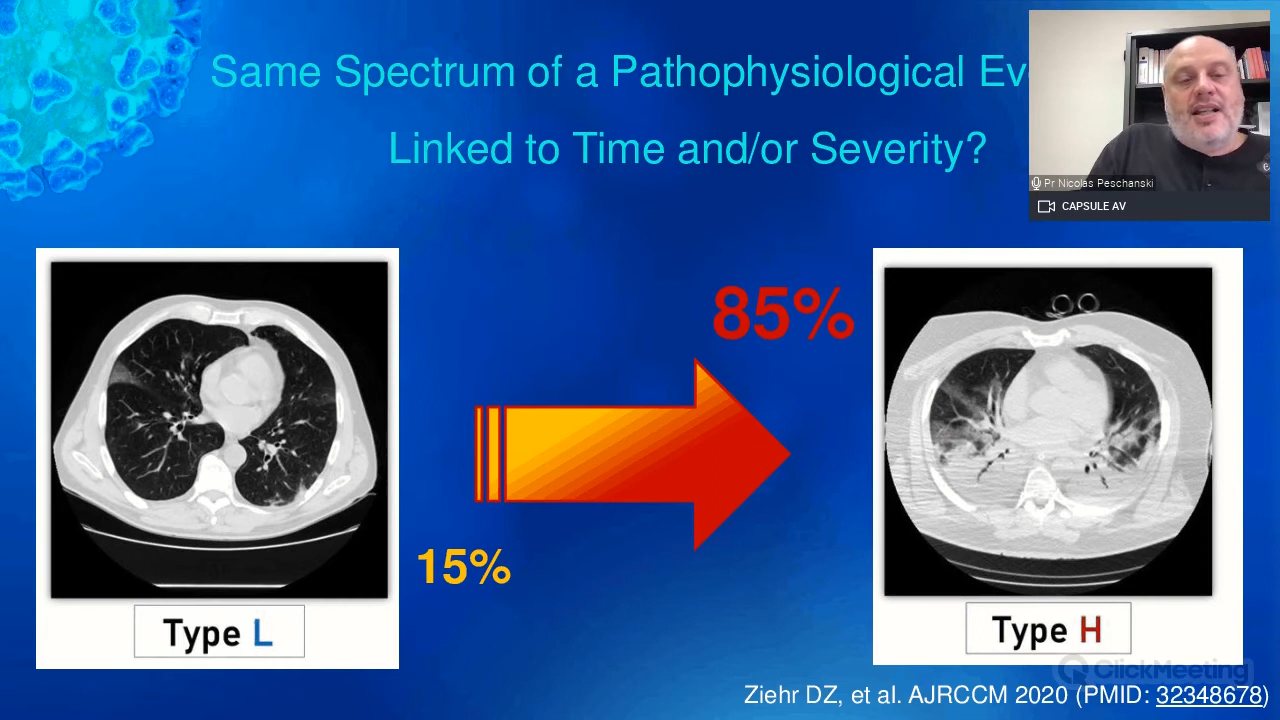 Same Spectrum of a Pathophysiological Ev
Linked to Time and/or Severity?
Pr Nicolas Peschanski
CAPSULE AV
85%
15%
Type L
Type H
ClickMeeting
Ziehr DZ, et al. AJRCCM 2020 (PMID: 32348678)